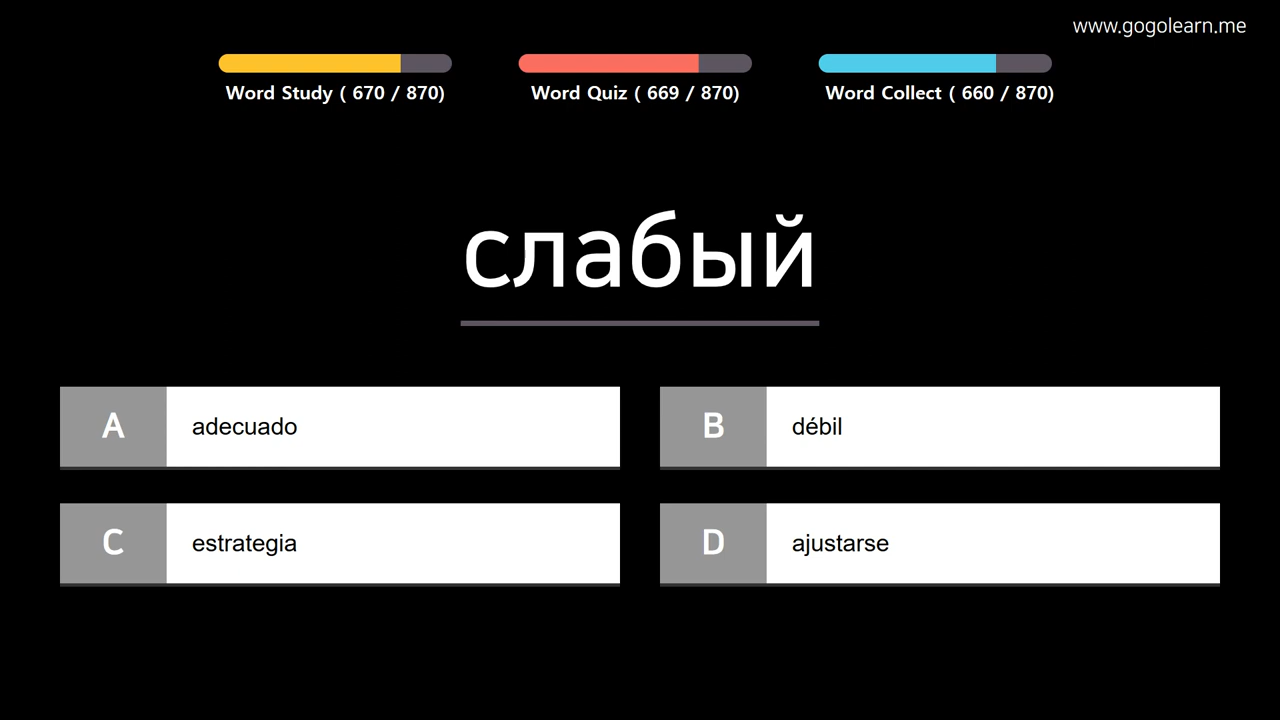 www.gogolearn.me
Word Study ( 670 / 870)
Word Quiz ( 669 / 870)
Word Collect ( 660 / 870)
слабый
A adecuado
B débil
C estrategia
D ajustarse